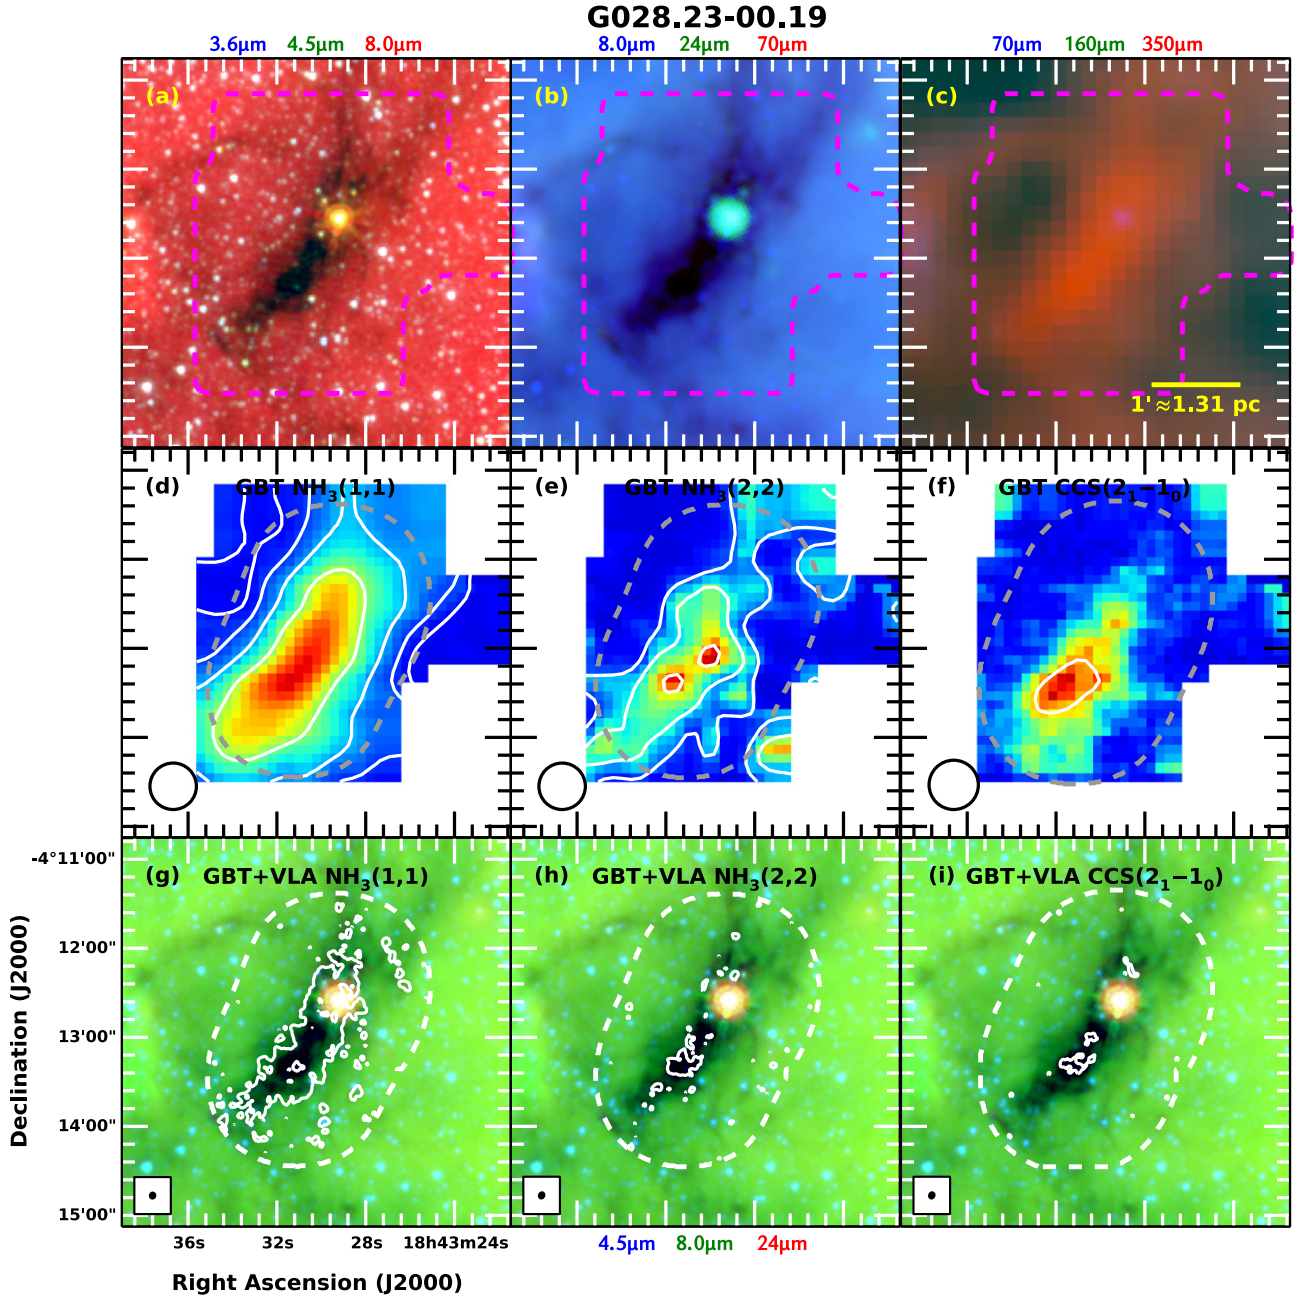 G028.23-00.19
3.6μm 4.5μm 8.0μm
8.0μm 24μm 70μm
70μm 160μm 350μm
(a)
(b)
(c)
1' ≈1.31 pc
(d) GBT NH₃(1,1)
(e) GBT NH₃(2,2)
(f) GBT CCS(2₁−1₀)
(g) GBT+VLA NH₃(1,1)
(h) GBT+VLA NH₃(2,2)
(i) GBT+VLA CCS(2₁−1₀)
-4°11'00"
12'00"
13'00"
14'00"
15'00"
Declination (J2000)
36s 32s 28s 18h43m24s
4.5μm 8.0μm 24μm
Right Ascension (J2000)